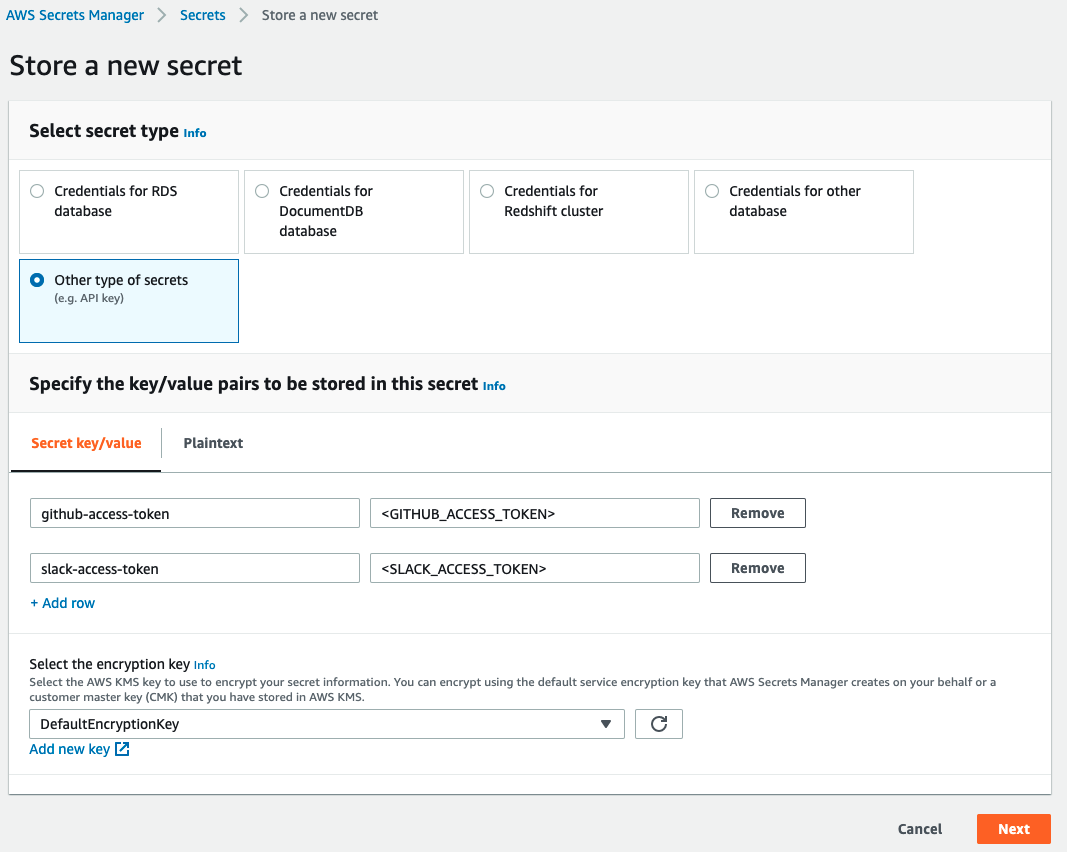 AWS Secrets Manager > Secrets > Store a new secret
Store a new secret
Select secret type Info
Credentials for RDS
database
Credentials for
DocumentDB
database
Credentials for
Redshift cluster
Credentials for other
database
Other type of secrets
(e.g. API key)
Specify the key/value pairs to be stored in this secret Info
Secret key/value
Plaintext
github-access-token <GITHUB_ACCESS_TOKEN> Remove
slack-access-token <SLACK_ACCESS_TOKEN> Remove
+ Add row
Select the encryption key Info
Select the AWS KMS key to use to encrypt your secret information. You can encrypt using the default service encryption key that AWS Secrets Manager creates on your behalf or a
customer master key (CMK) that you have stored in AWS KMS.
DefaultEncryptionKey
Add new key
Cancel Next